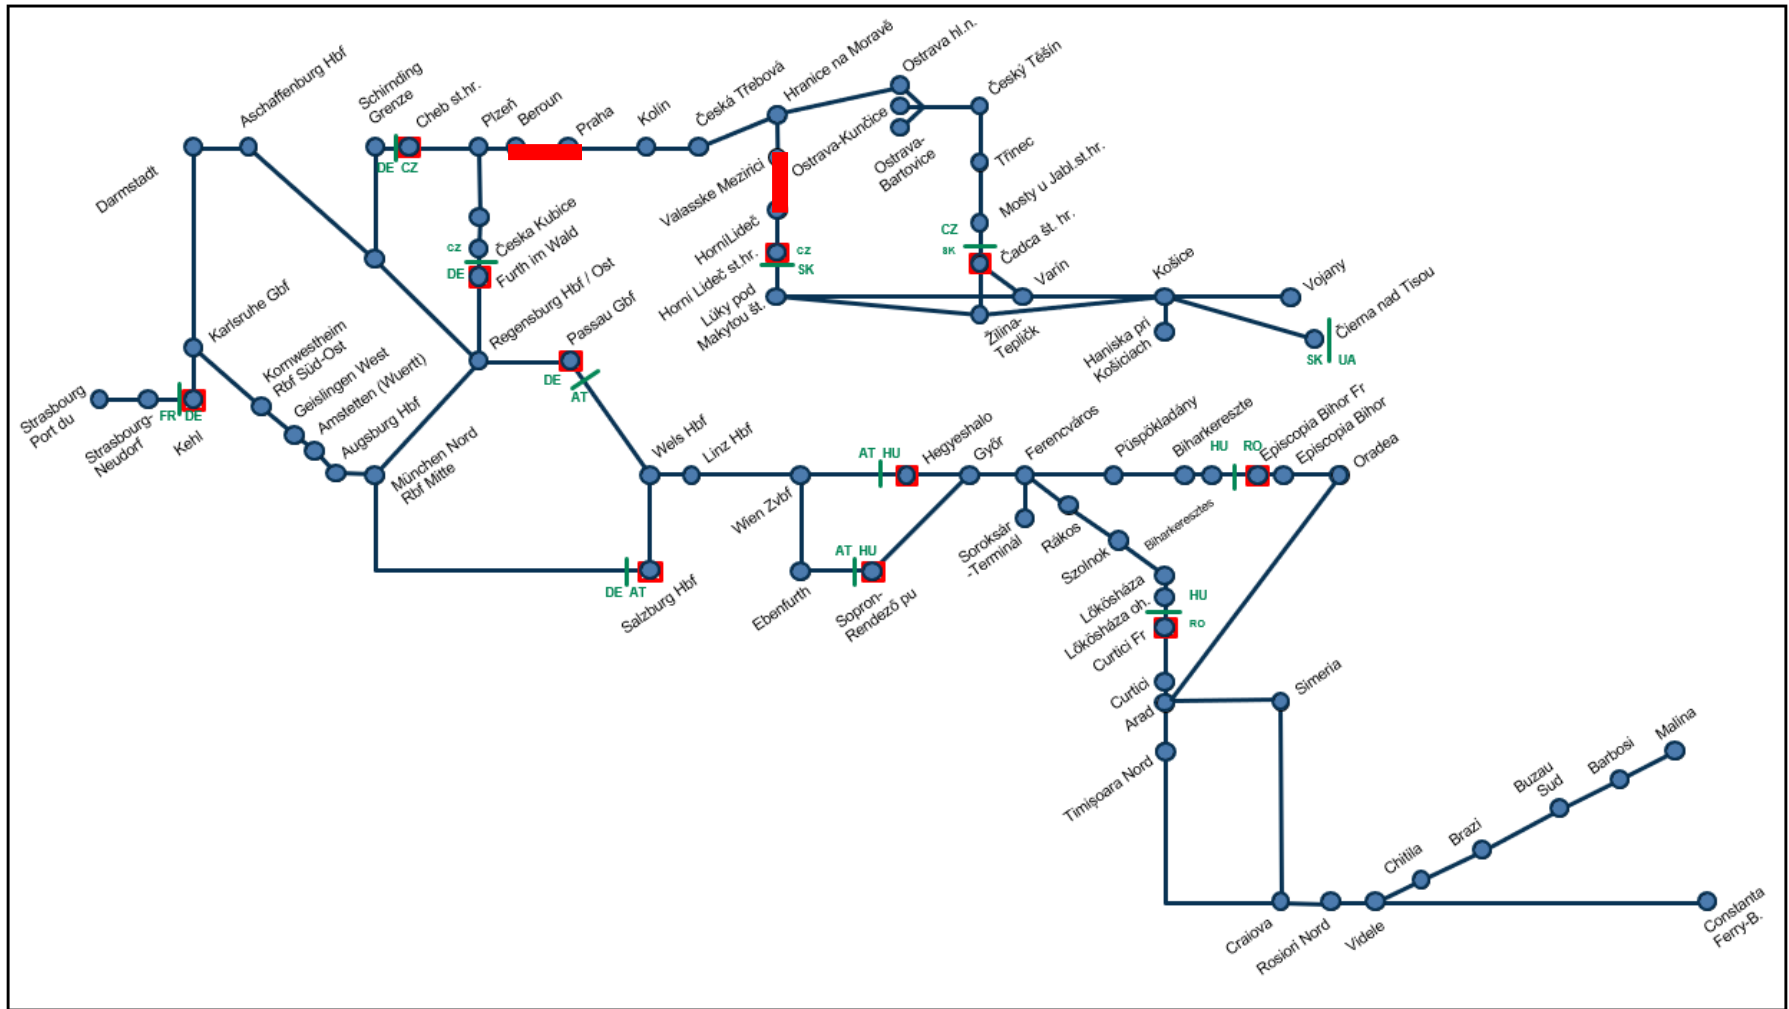 Aschaffenburg Hbf
Darmstadt
Schirnding
Grenze
Cheb st.hr.
DE CZ
Plzeň
Beroun
Praha
Kolín
Česká Třebová
Hranice na Moravě
Ostrava hl.n.
Ostrava-Kunčice
Ostrava-
Bartovice
Český Těšín
Třinec
Mosty u Jabl.st.hr.
CZ
SK
Čadca št. hr.
Valasske Mezirici
HorníLideč
Horní Lideč st.hr.
CZ
SK
Lúky pod
Makytou št.
Varín
Žilina-
Tepličk
Košice
Haniska pri
Košiciach
Vojany
Čierna nad Tisou
SK UA
Česka Kubice
CZ
DE
Furth im Wald
Regensburg Hbf / Ost
Passau Gbf
DE
AT
Karlsruhe Gbf
Kornwestheim
Rbf Süd-Ost
Geislingen West
Amstetten (Wuertt)
Augsburg Hbf
München Nord
Rbf Mitte
Strasbourg
Port du
Strasbourg-
Neudorf
FR DE
Kehl
Wels Hbf
Linz Hbf
DE AT
Salzburg Hbf
Wien Zvbf
Ebenfurth
AT HU
Hegyeshalo
AT HU
Sopron-
Rendező pu
Győr
Ferencváros
Soroksár
-Terminál
Rákos
Szolnok
Püspökladány
Biharkereszte
Biharkeresztes
HU RO
Episcopia Bihor Fr
Episcopia Bihor
Oradea
Lőkösháza
Lőkösháza oh.
HU
RO
Curtici Fr
Curtici
Arad
Simeria
Timișoara Nord
Craiova
Rosiori Nord
Videle
Chitila
Brazi
Buzau
Sud
Barbosi
Malina
Constanta
Ferry-B.